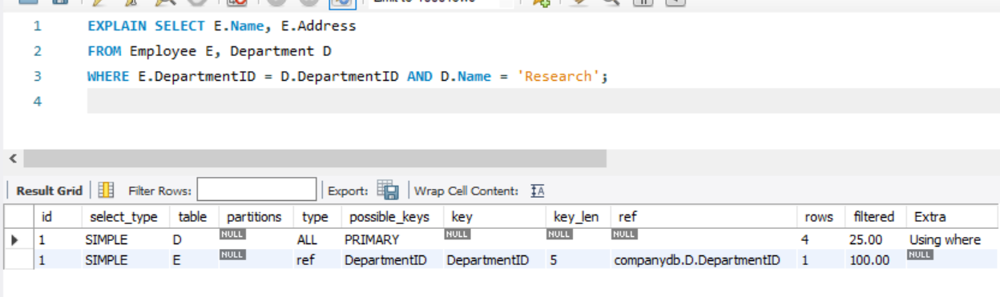 1 EXPLAIN SELECT E.Name, E.Address
2 FROM Employee E, Department D
3 WHERE E.DepartmentID = D.DepartmentID AND D.Name = 'Research';
4
Result Grid Filter Rows: Export: Wrap Cell Content:
id select_type table partitions type possible_keys key key_len ref rows filtered Extra
1 SIMPLE D NULL ALL PRIMARY NULL NULL NULL 4 25.00 Using where
1 SIMPLE E NULL ref DepartmentID DepartmentID 5 companydb.D.DepartmentID 1 100.00 NULL